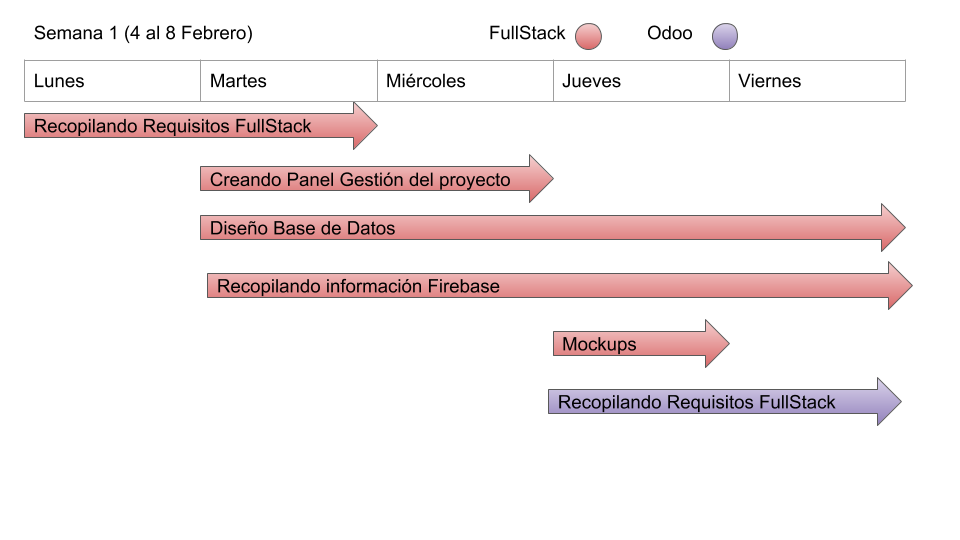 Semana 1 (4 al 8 Febrero) FullStack Odoo
Lunes Martes Miércoles Jueves Viernes
Recopilando Requisitos FullStack
Creando Panel Gestión del proyecto
Diseño Base de Datos
Recopilando información Firebase
Mockups
Recopilando Requisitos FullStack